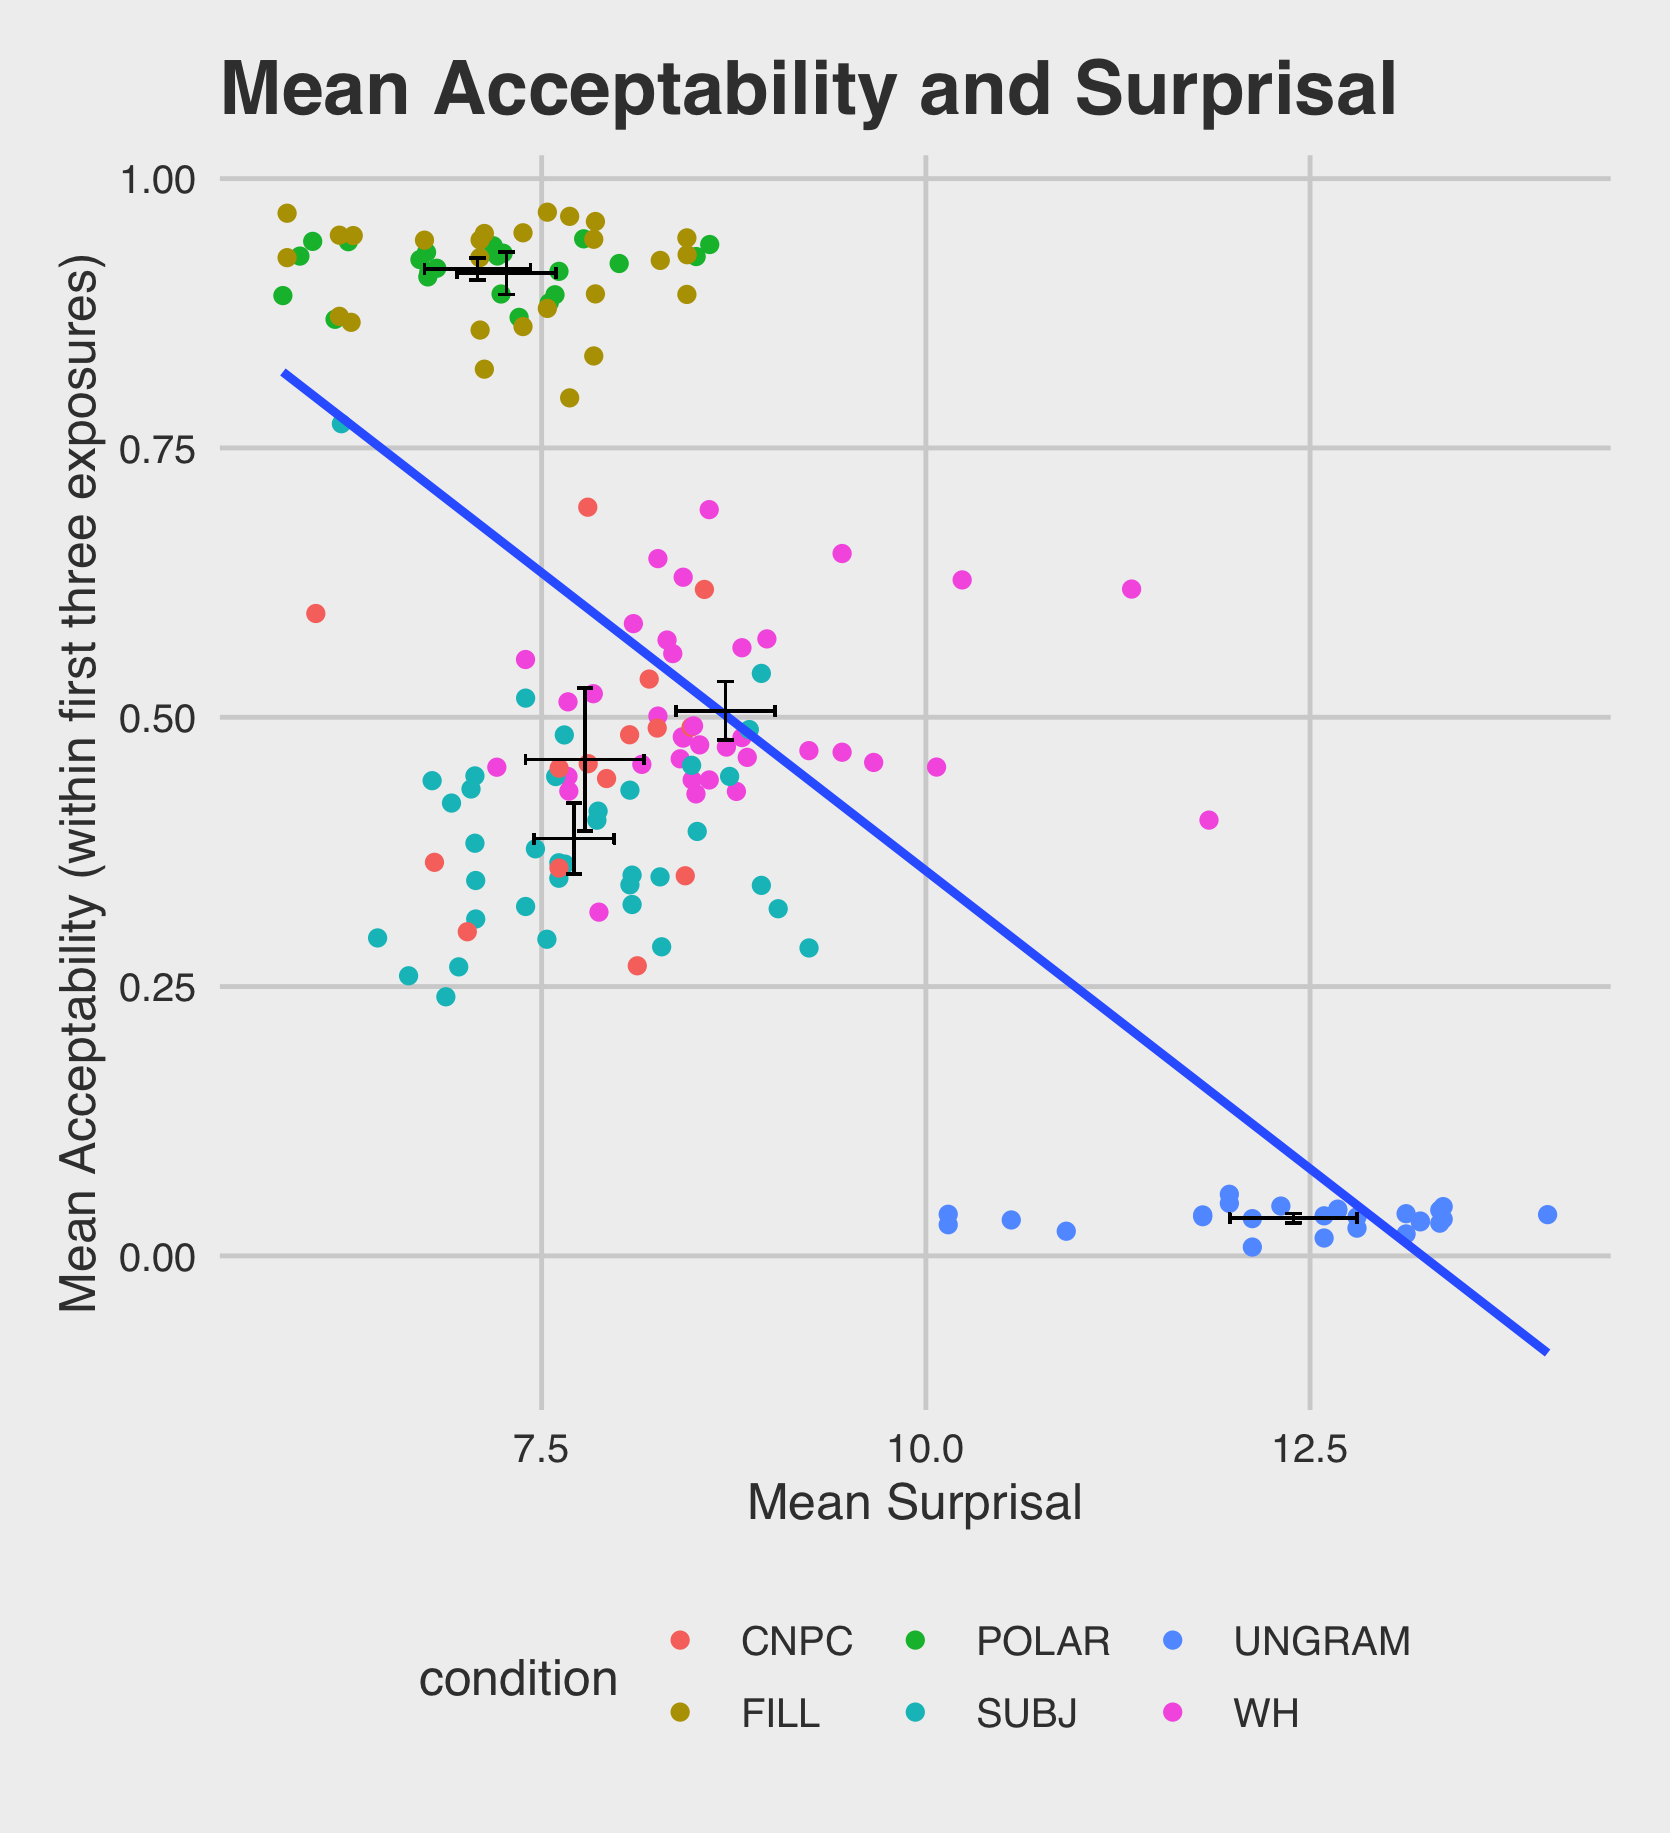 Mean Acceptability and Surprisal
Mean Acceptability (within first three exposures)
1.00
0.75
0.50
0.25
0.00
7.5 10.0 12.5
Mean Surprisal
condition
CNPC POLAR UNGRAM
FILL SUBJ WH